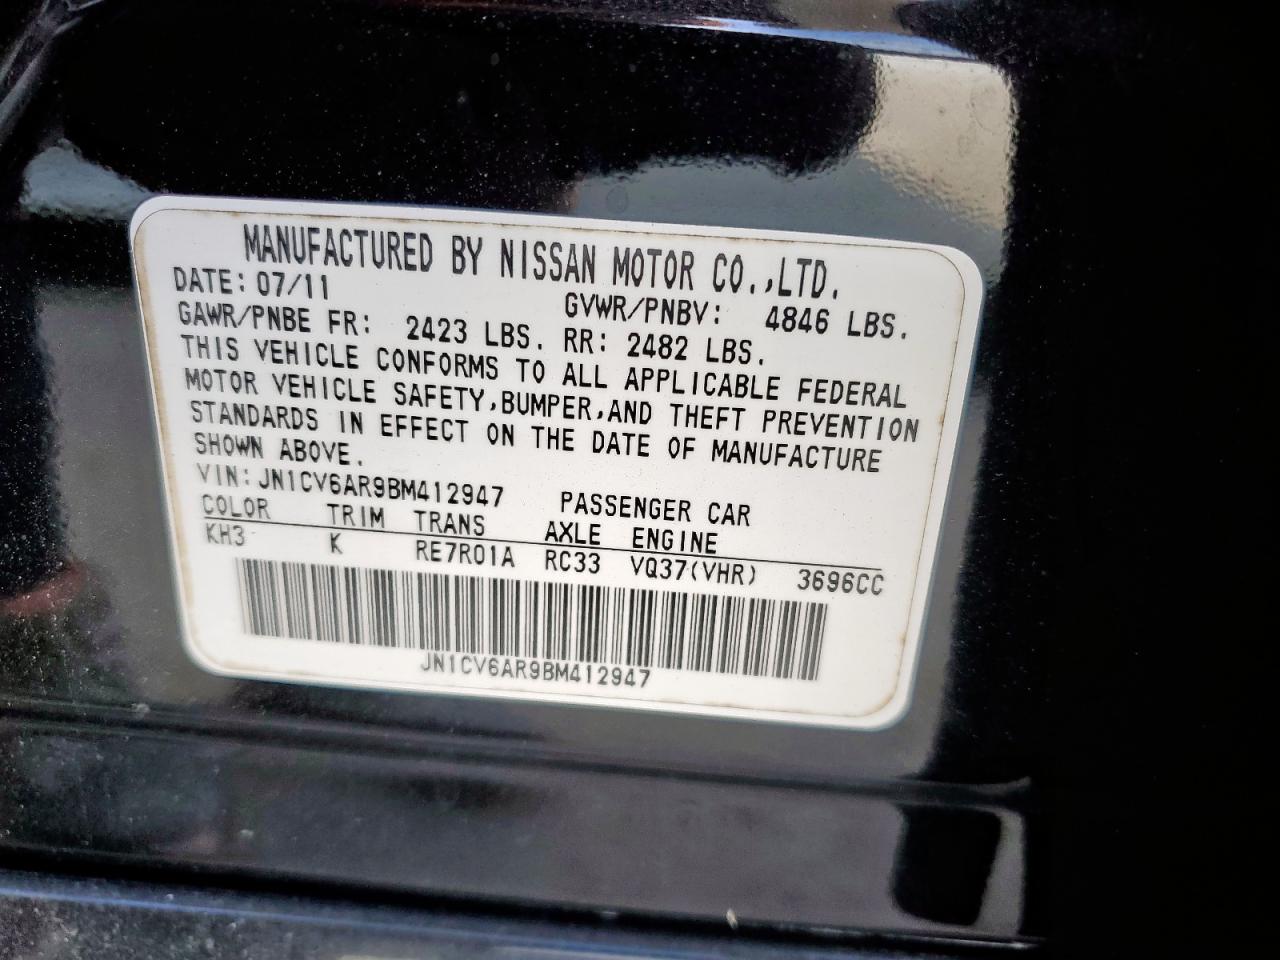 MANUFACTURED BY NISSAN MOTOR CO.,LTD.
DATE: 07/11 GVWR/PNBV: 4846 LBS.
GAWR/PNBE FR: 2423 LBS. RR: 2482 LBS.
THIS VEHICLE CONFORMS TO ALL APPLICABLE FEDERAL
MOTOR VEHICLE SAFETY,BUMPER,AND THEFT PREVENTION
STANDARDS IN EFFECT ON THE DATE OF MANUFACTURE
SHOWN ABOVE.
VIN:JN1CV6AR9BM412947 PASSENGER CAR
COLOR TRIM TRANS AXLE ENGINE
KH3 K RE7R01A RC33 VQ37(VHR) 3696CC
JN1CV6AR9BM412947